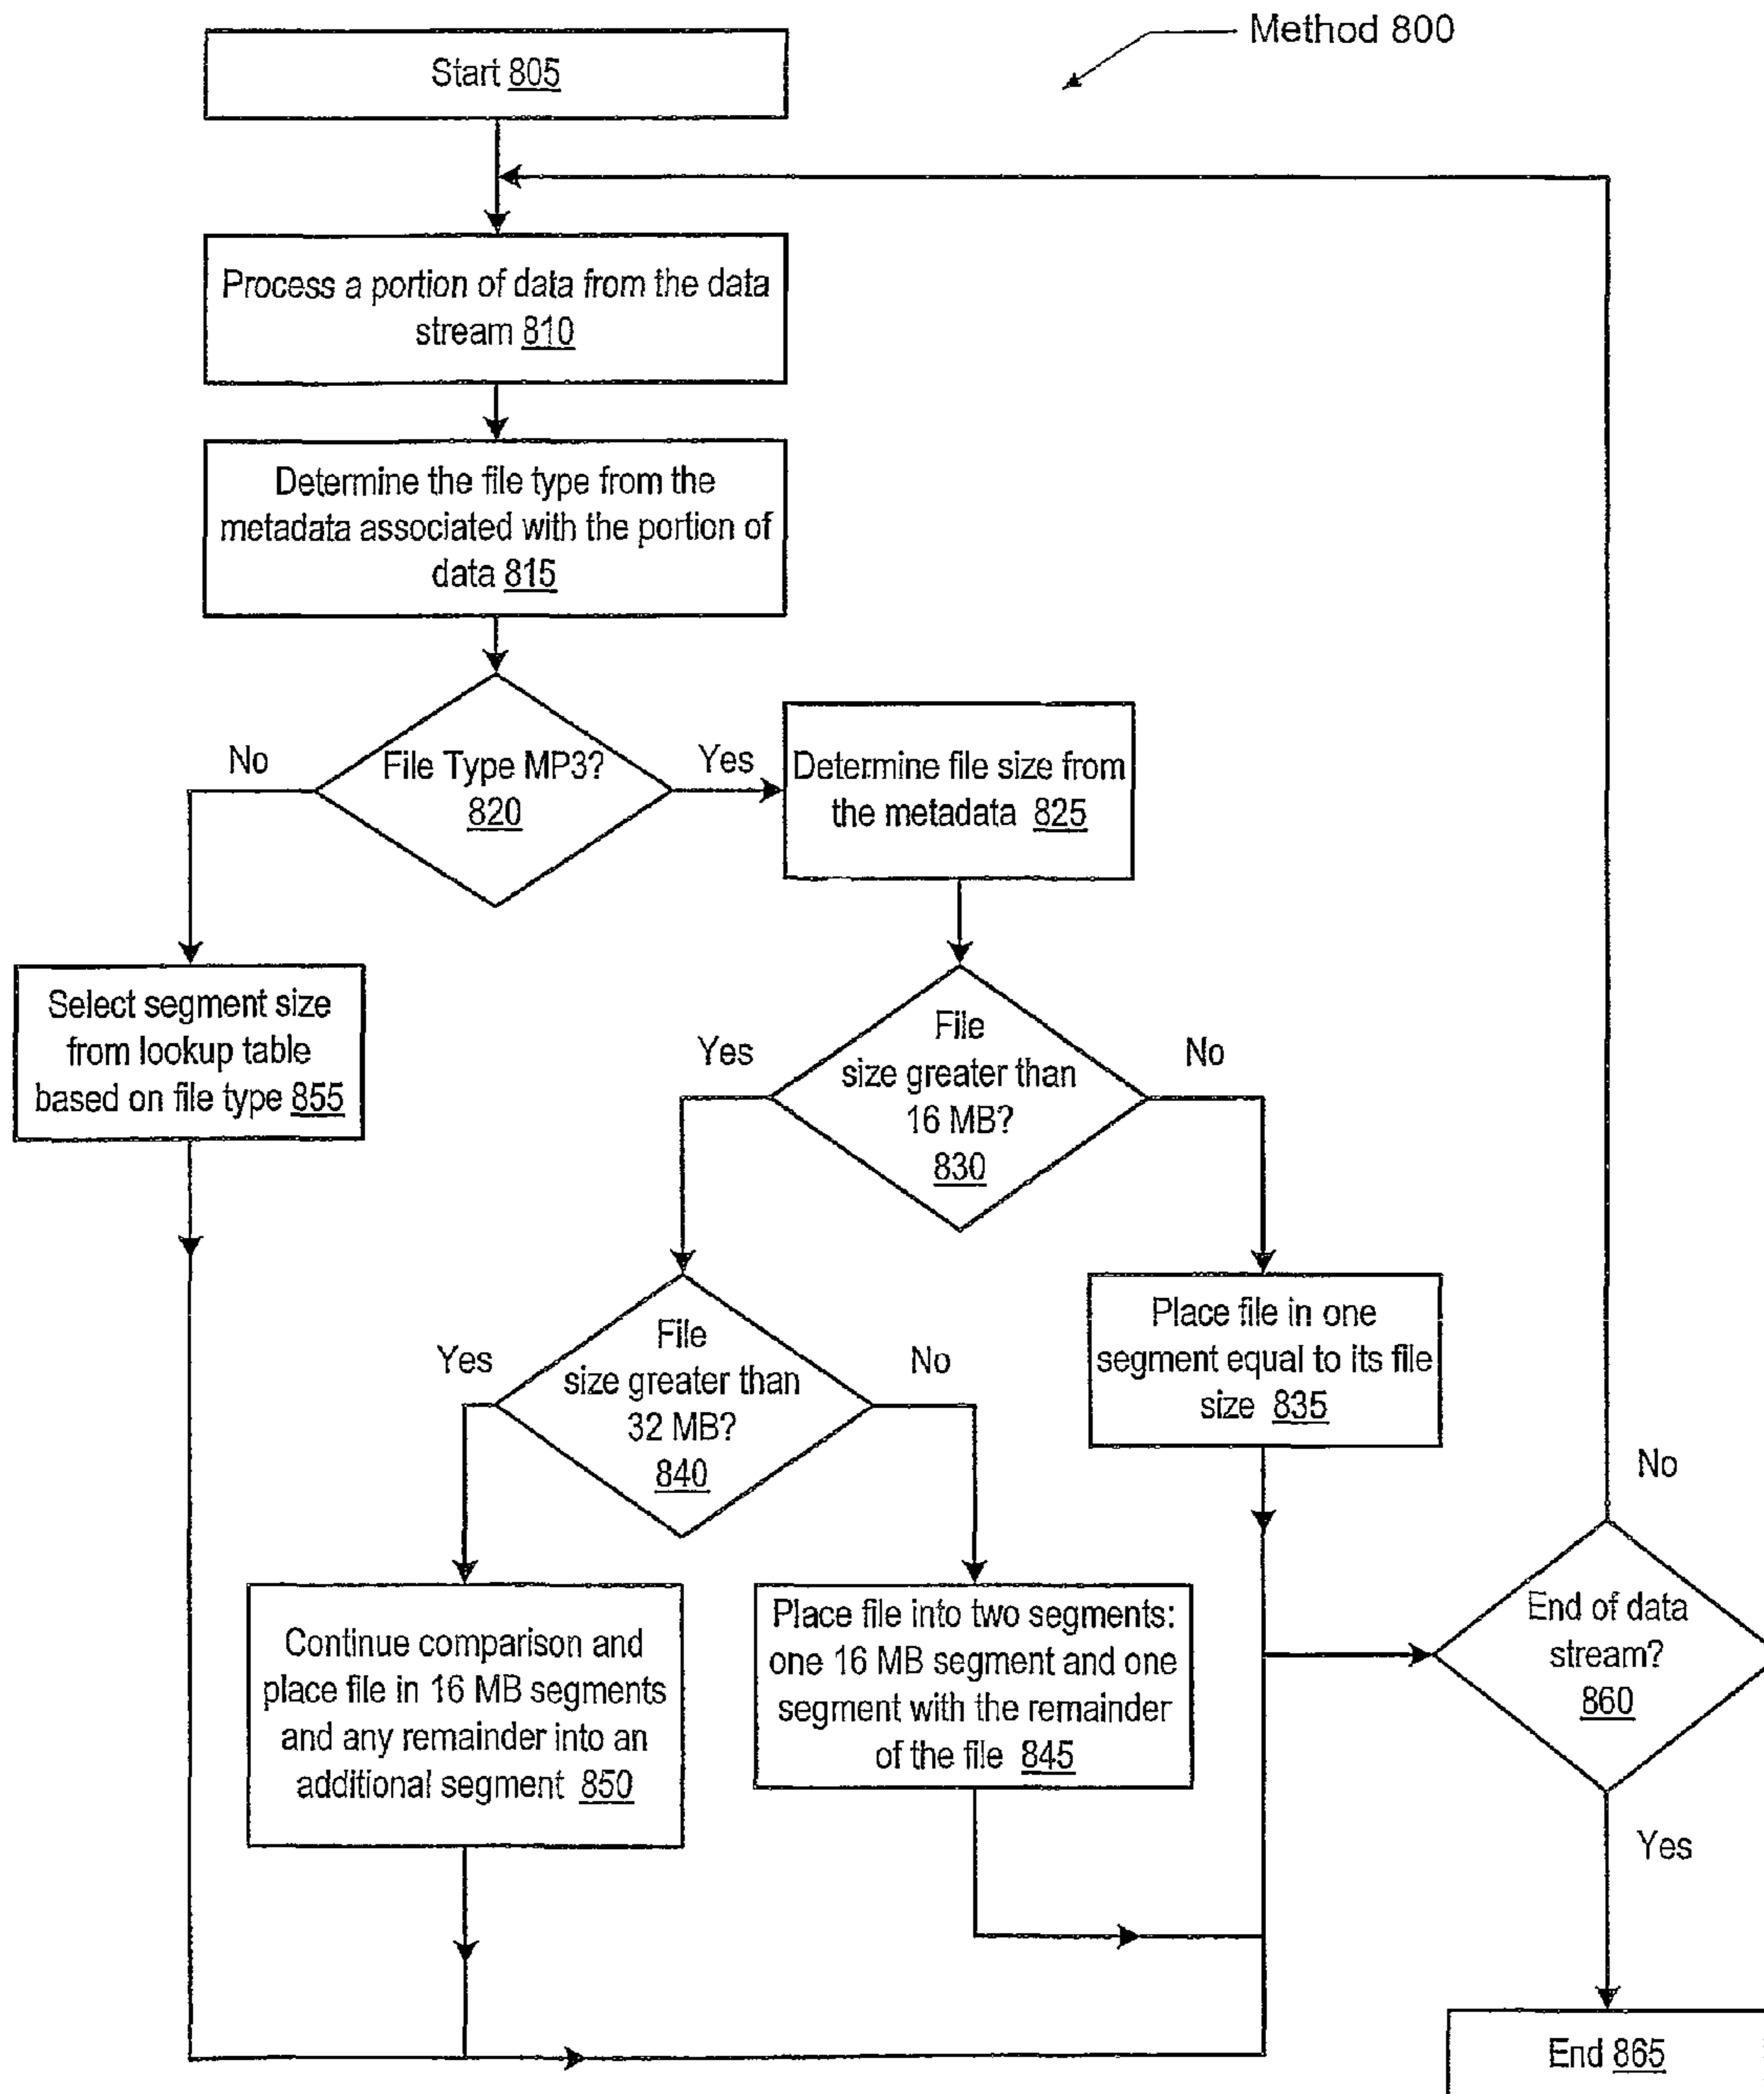 Method 800
Start 805
Process a portion of data from the data
stream 810
Determine the file type from the
metadata associated with the portion of
data 815
File Type MP3?
820
No
Yes
Determine file size from
the metadata 825
Select segment size
from lookup table
based on file type 855
File
size greater than
16 MB?
830
Yes
No
File
size greater than
32 MB?
840
Yes
No
Place file in one
segment equal to its file
size 835
Continue comparison and
place file in 16 MB segments
and any remainder into an
additional segment 850
Place file into two segments:
one 16 MB segment and one
segment with the remainder
of the file 845
No
End of data
stream?
860
Yes
End 865